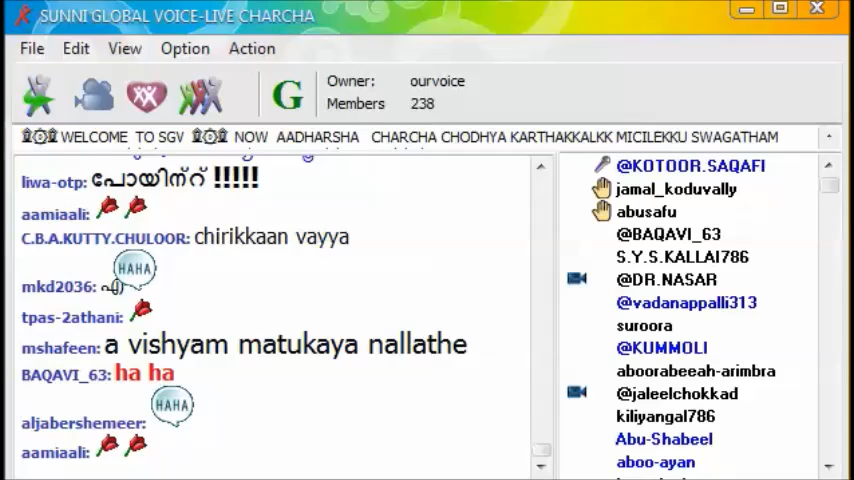 SUNNI GLOBAL VOICE-LIVE CHARCHA
File Edit View Option Action
G
Owner: ourvoice
Members 238
WELCOME TO SGV NOW AADHARSHA CHARCHA CHODHYA KARTHAKKALKK MICILEKKU SWAGATHAM
liwa-otp: പോയിന്റ് !!!!!
aamiaali:
C.B.A.KUTTY.CHULOOR: chirikkaan vayya
HAHA
mkd2036: എ
tpas-2athani:
mshafeen: a vishyam matukaya nallathe
BAQAVI_63: ha ha
HAHA
aljabershemeer:
aamiaali:
@KOTOOR.SAQAFI
jamal_koduvally
abusafu
@BAQAVI_63
S.Y.S.KALLAI786
@DR.NASAR
@vadanappalli313
suroora
@KUMMOLI
aboorabeeah-arimbra
@jaleelchokkad
kiliyangal786
Abu-Shabeel
aboo-ayan